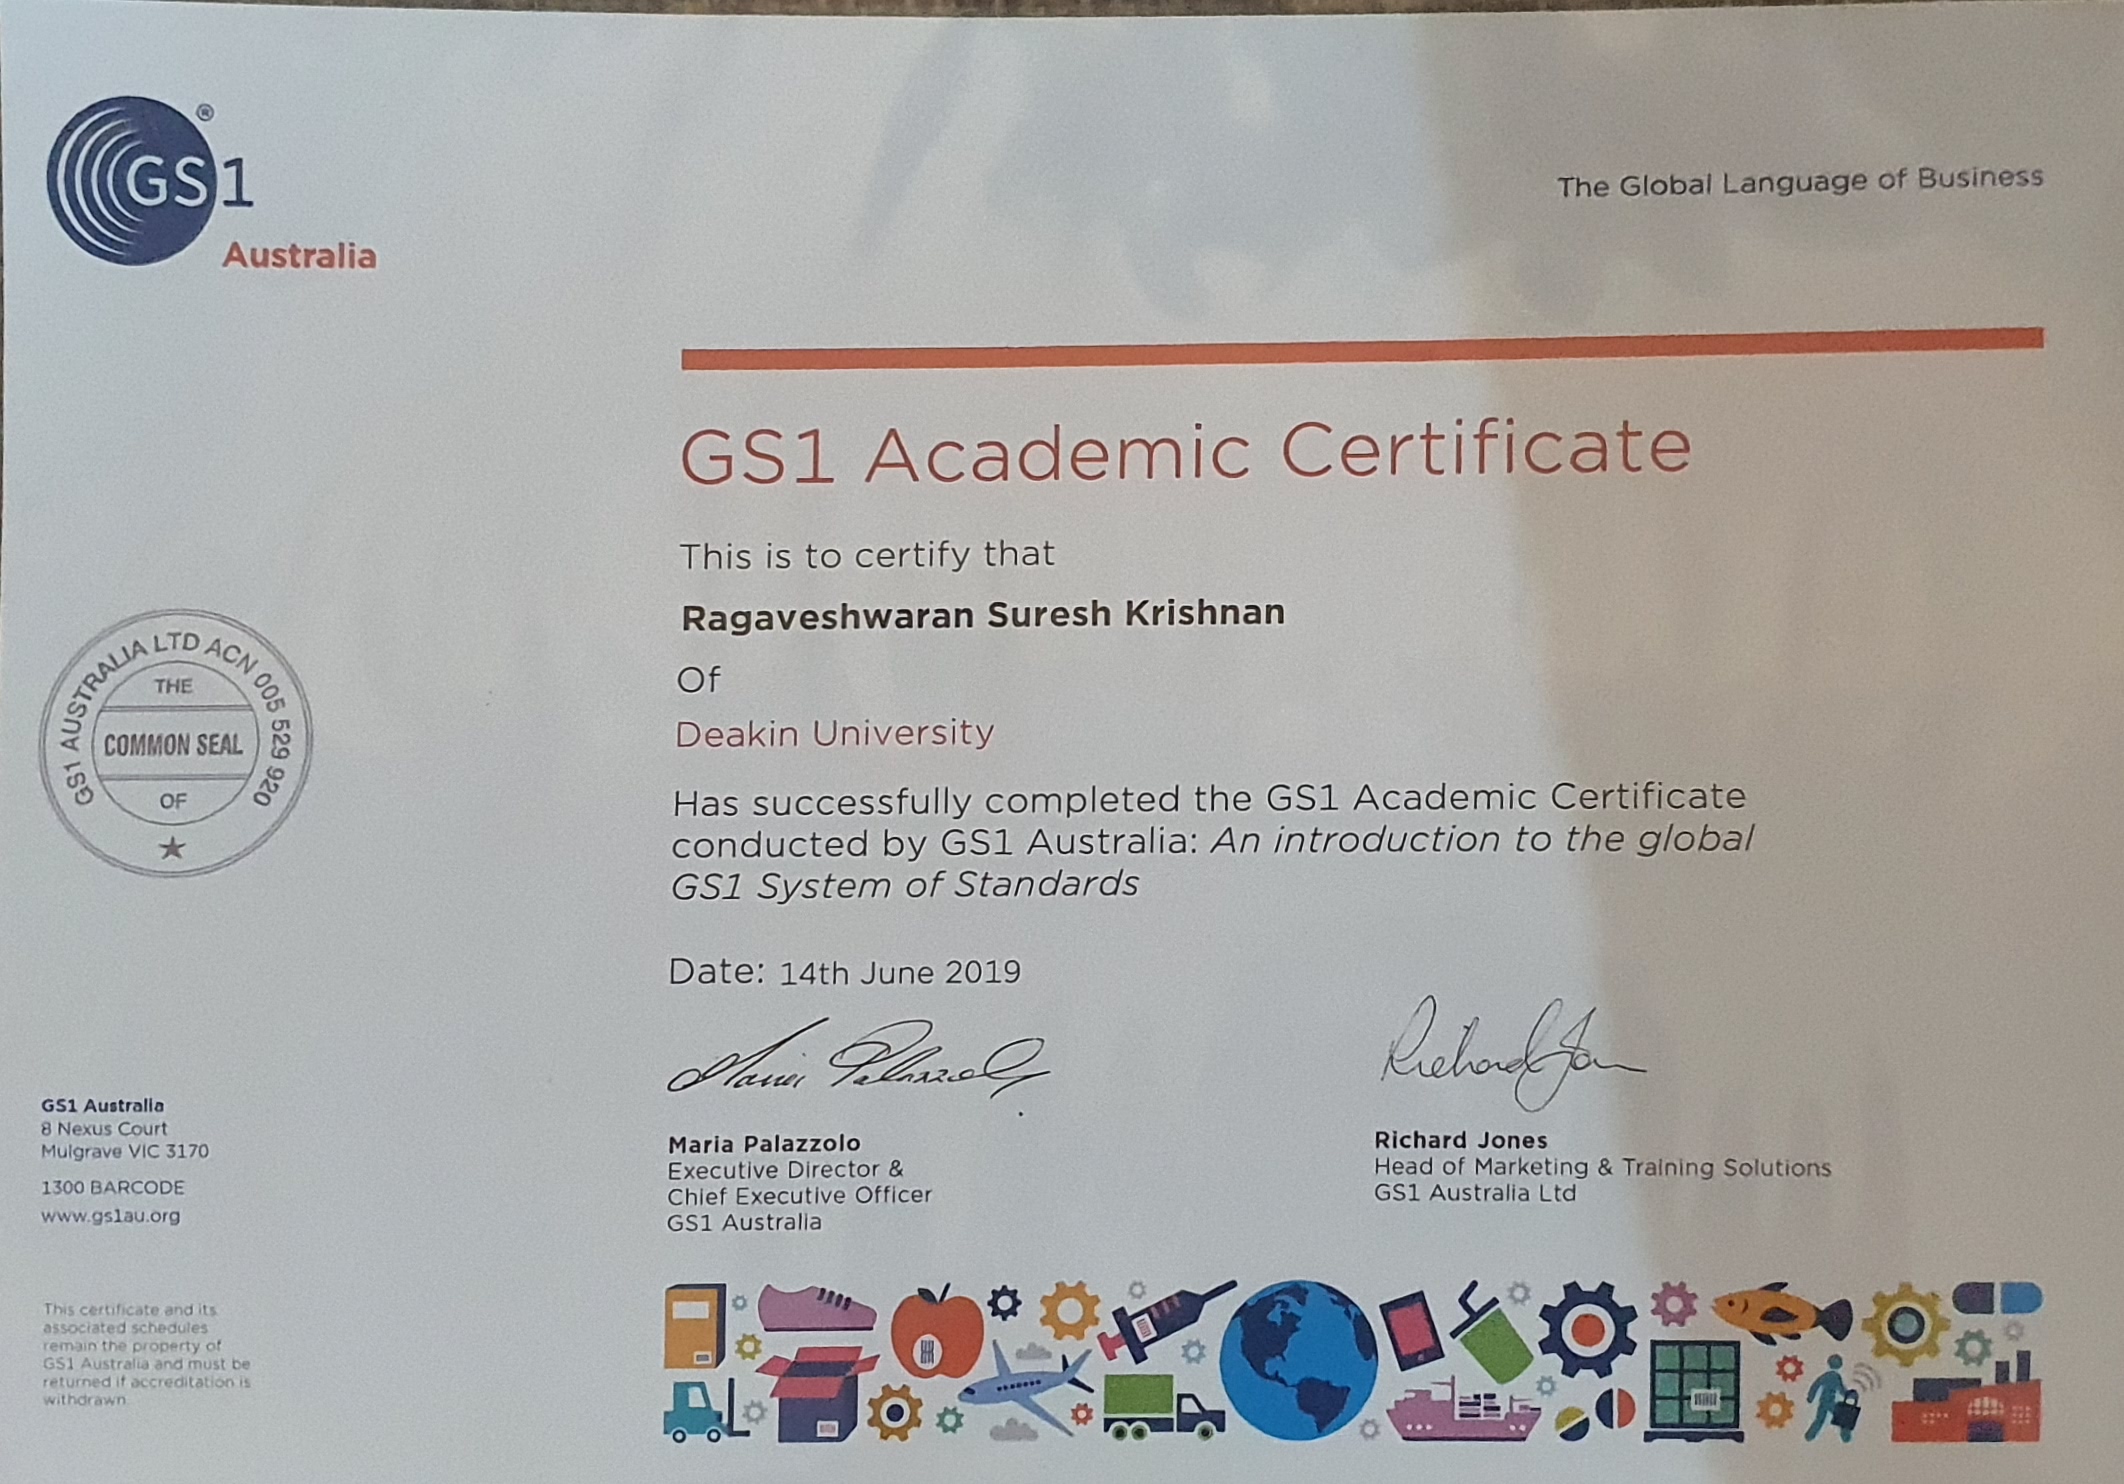 GS1®
Australia
The Global Language of Business
GS1 Academic Certificate
This is to certify that
Ragaveshwaran Suresh Krishnan
Of
Deakin University
Has successfully completed the GS1 Academic Certificate
conducted by GS1 Australia: An introduction to the global
GS1 System of Standards
Date: 14th June 2019
GS1 AUSTRALIA LTD ACN 005 529 920
THE
COMMON SEAL
OF
Maria Palazzolo
Executive Director &
Chief Executive Officer
GS1 Australia
Richard Jones
Head of Marketing & Training Solutions
GS1 Australia Ltd
GS1 Australia
8 Nexus Court
Mulgrave VIC 3170
1300 BARCODE
www.gs1au.org
This certificate and its
associated schedules
remain the property of
GS1 Australia and must be
returned if accreditation is
withdrawn